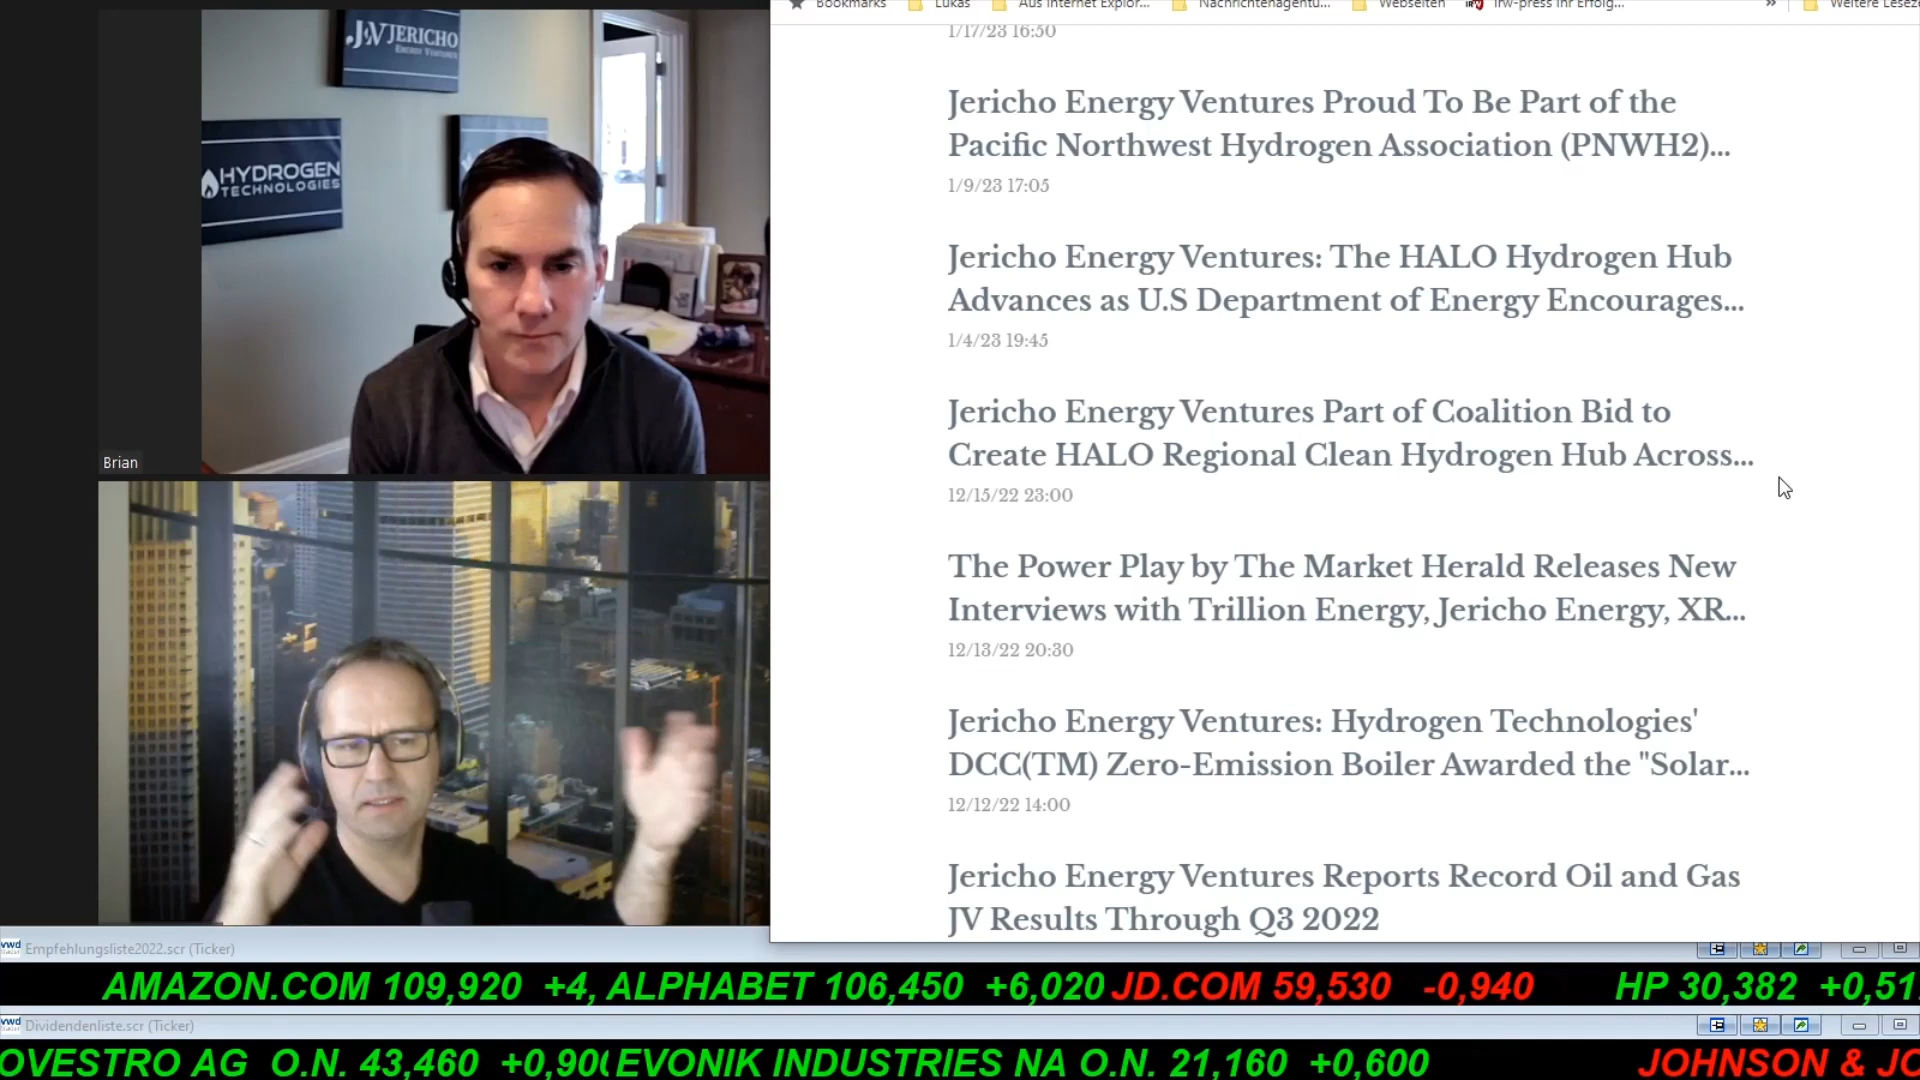 JV JERICHO
ENERGY VENTURES
HYDROGEN
TECHNOLOGIES
Brian
Bookmarks
Lukas
Aus Internet Explor...
Nachrichtenagentu...
Webseiten
irw-press Ihr Erfolg...
»
Weitere Lesez
1/17/23 16:50
Jericho Energy Ventures Proud To Be Part of the
Pacific Northwest Hydrogen Association (PNWH2)...
1/9/23 17:05
Jericho Energy Ventures: The HALO Hydrogen Hub
Advances as U.S Department of Energy Encourages...
1/4/23 19:45
Jericho Energy Ventures Part of Coalition Bid to
Create HALO Regional Clean Hydrogen Hub Across...
12/15/22 23:00
The Power Play by The Market Herald Releases New
Interviews with Trillion Energy, Jericho Energy, XR...
12/13/22 20:30
Jericho Energy Ventures: Hydrogen Technologies'
DCC(TM) Zero-Emission Boiler Awarded the "Solar...
12/12/22 14:00
Jericho Energy Ventures Reports Record Oil and Gas
JV Results Through Q3 2022
vwd Empfehlungsliste2022.scr (Ticker)
AMAZON.COM 109,920 +4, ALPHABET 106,450 +6,020 JD.COM 59,530 -0,940 HP 30,382 +0,51
vwd Dividendenliste.scr (Ticker)
OVESTRO AG O.N. 43,460 +0,90 EVONIK INDUSTRIES NA O.N. 21,160 +0,600 JOHNSON & JO